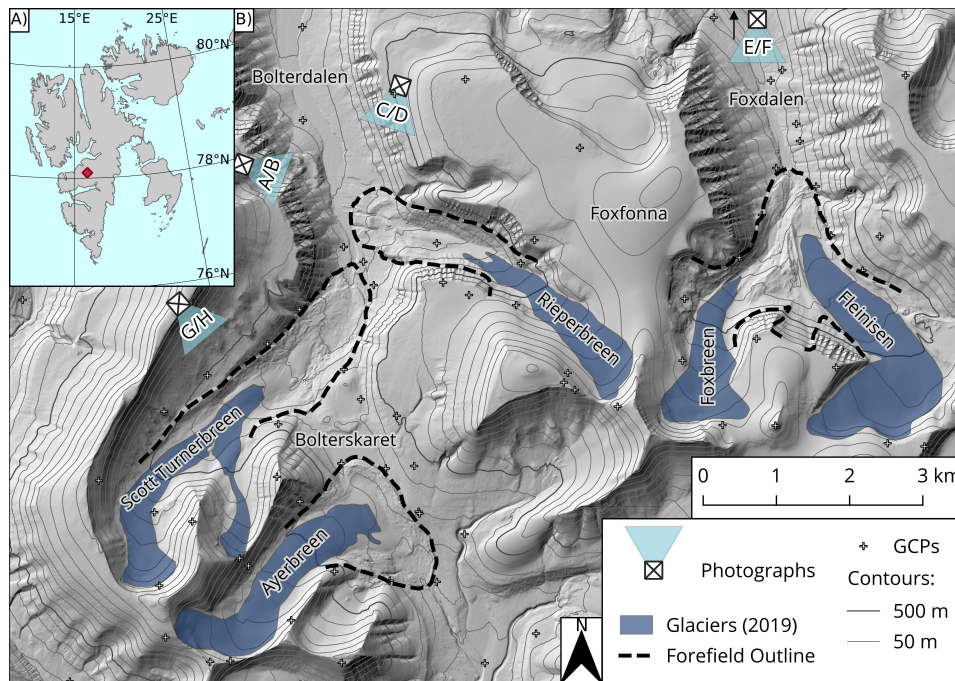 A)
15°E
25°E
80°N
78°N
76°N
B)
Bolterdalen
C/D
E/F
Foxdalen
A/B
Foxfonna
G/H
Rieperbreen
Foxbreen
Fleinisen
Scott Turnerbreen
Bolterskaret
Ayerbreen
0 1 2 3 km
Photographs
GCPs
Contours:
500 m
50 m
Glaciers (2019)
Forefield Outline
N